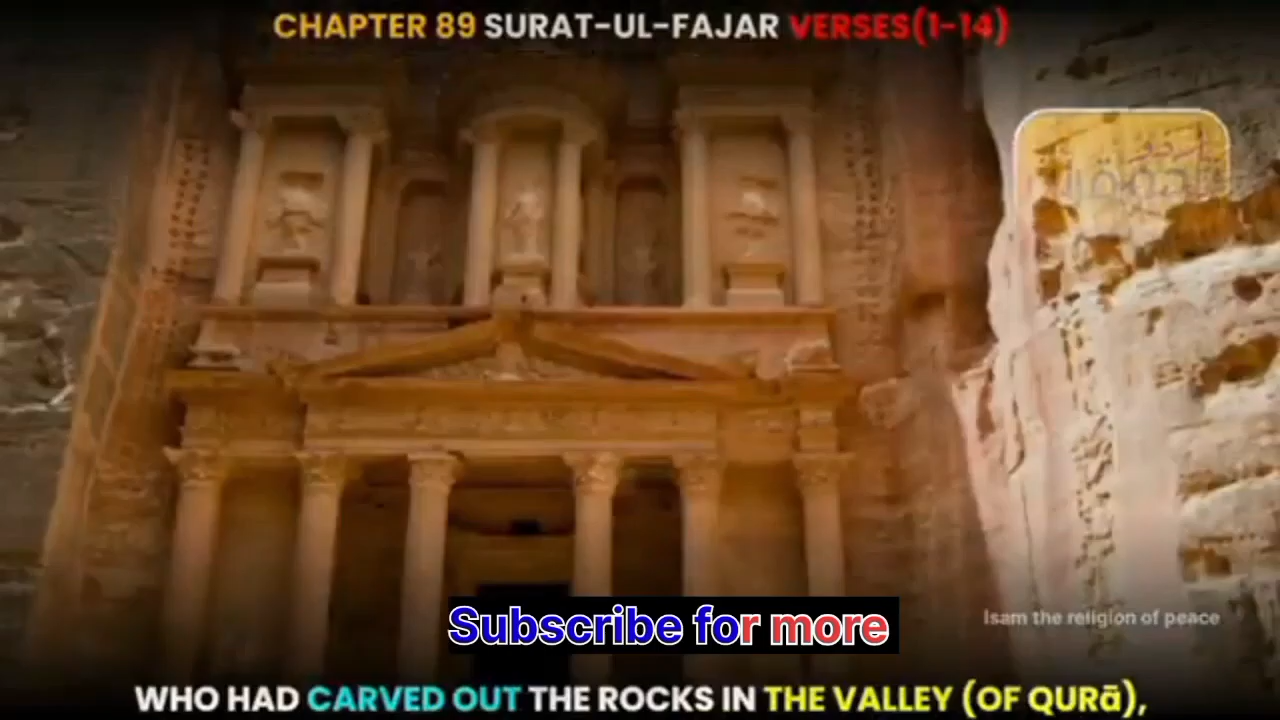 CHAPTER 89 SURAT-UL-FAJAR VERSES(1-14)
اردو
Subscribe for more
Isam the religion of peace
WHO HAD CARVED OUT THE ROCKS IN THE VALLEY (OF QURā),